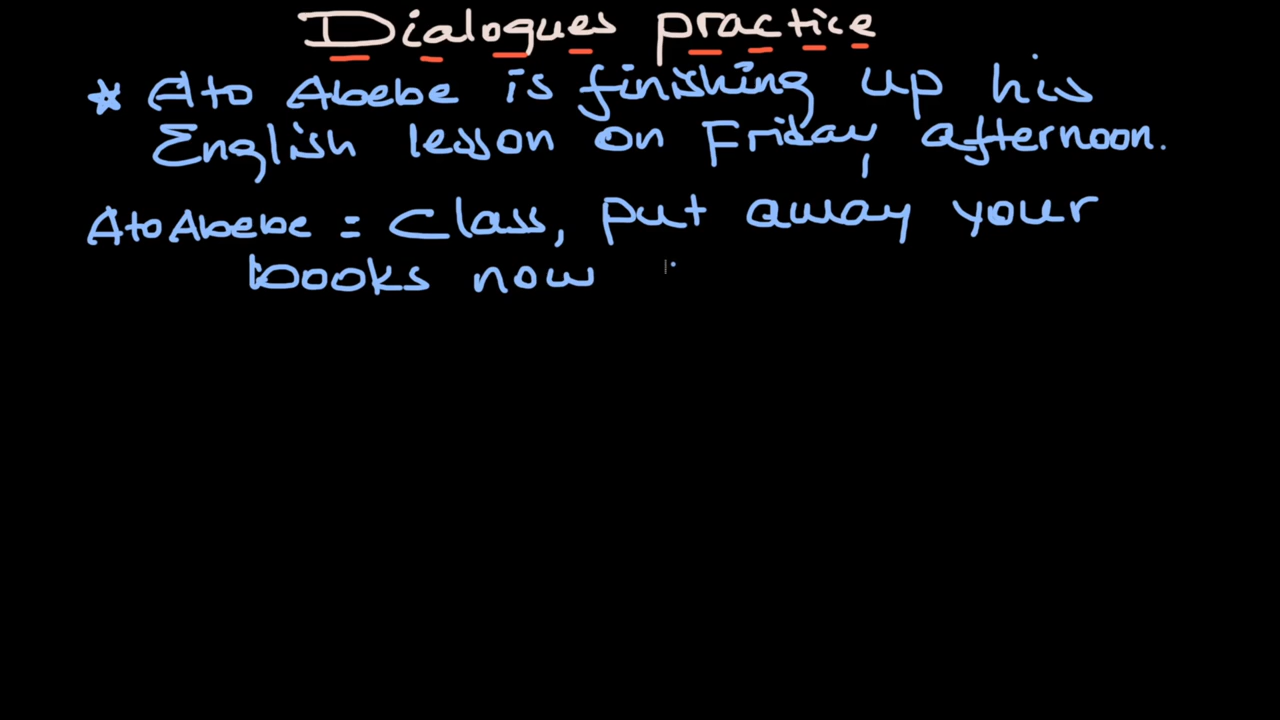 Dialogues practice
* Ato Abebe is finishing up his
English lesson on Friday afternoon.
Ato Abebe = Class, put away your
books now